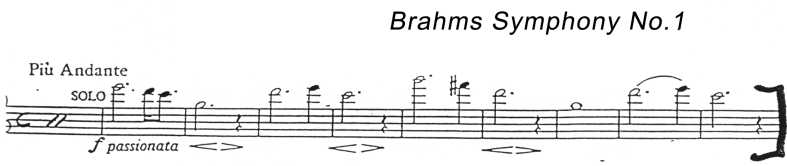 Brahms Symphony No.1
Più Andante
SOLO
f passionata